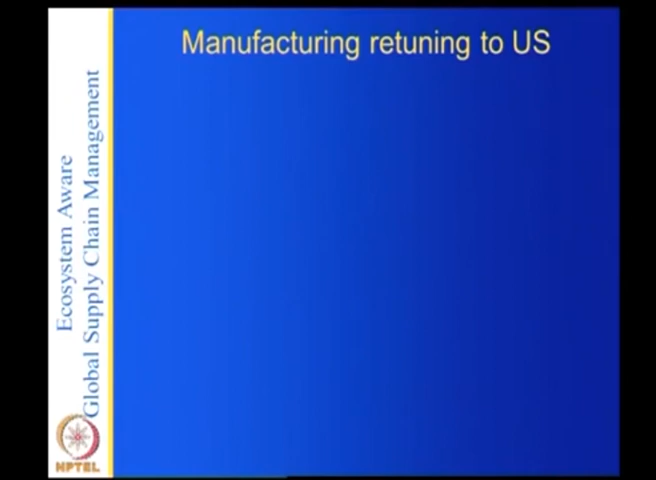 Manufacturing retuning to US
Ecosystem Aware
Global Supply Chain Management
NPTEL